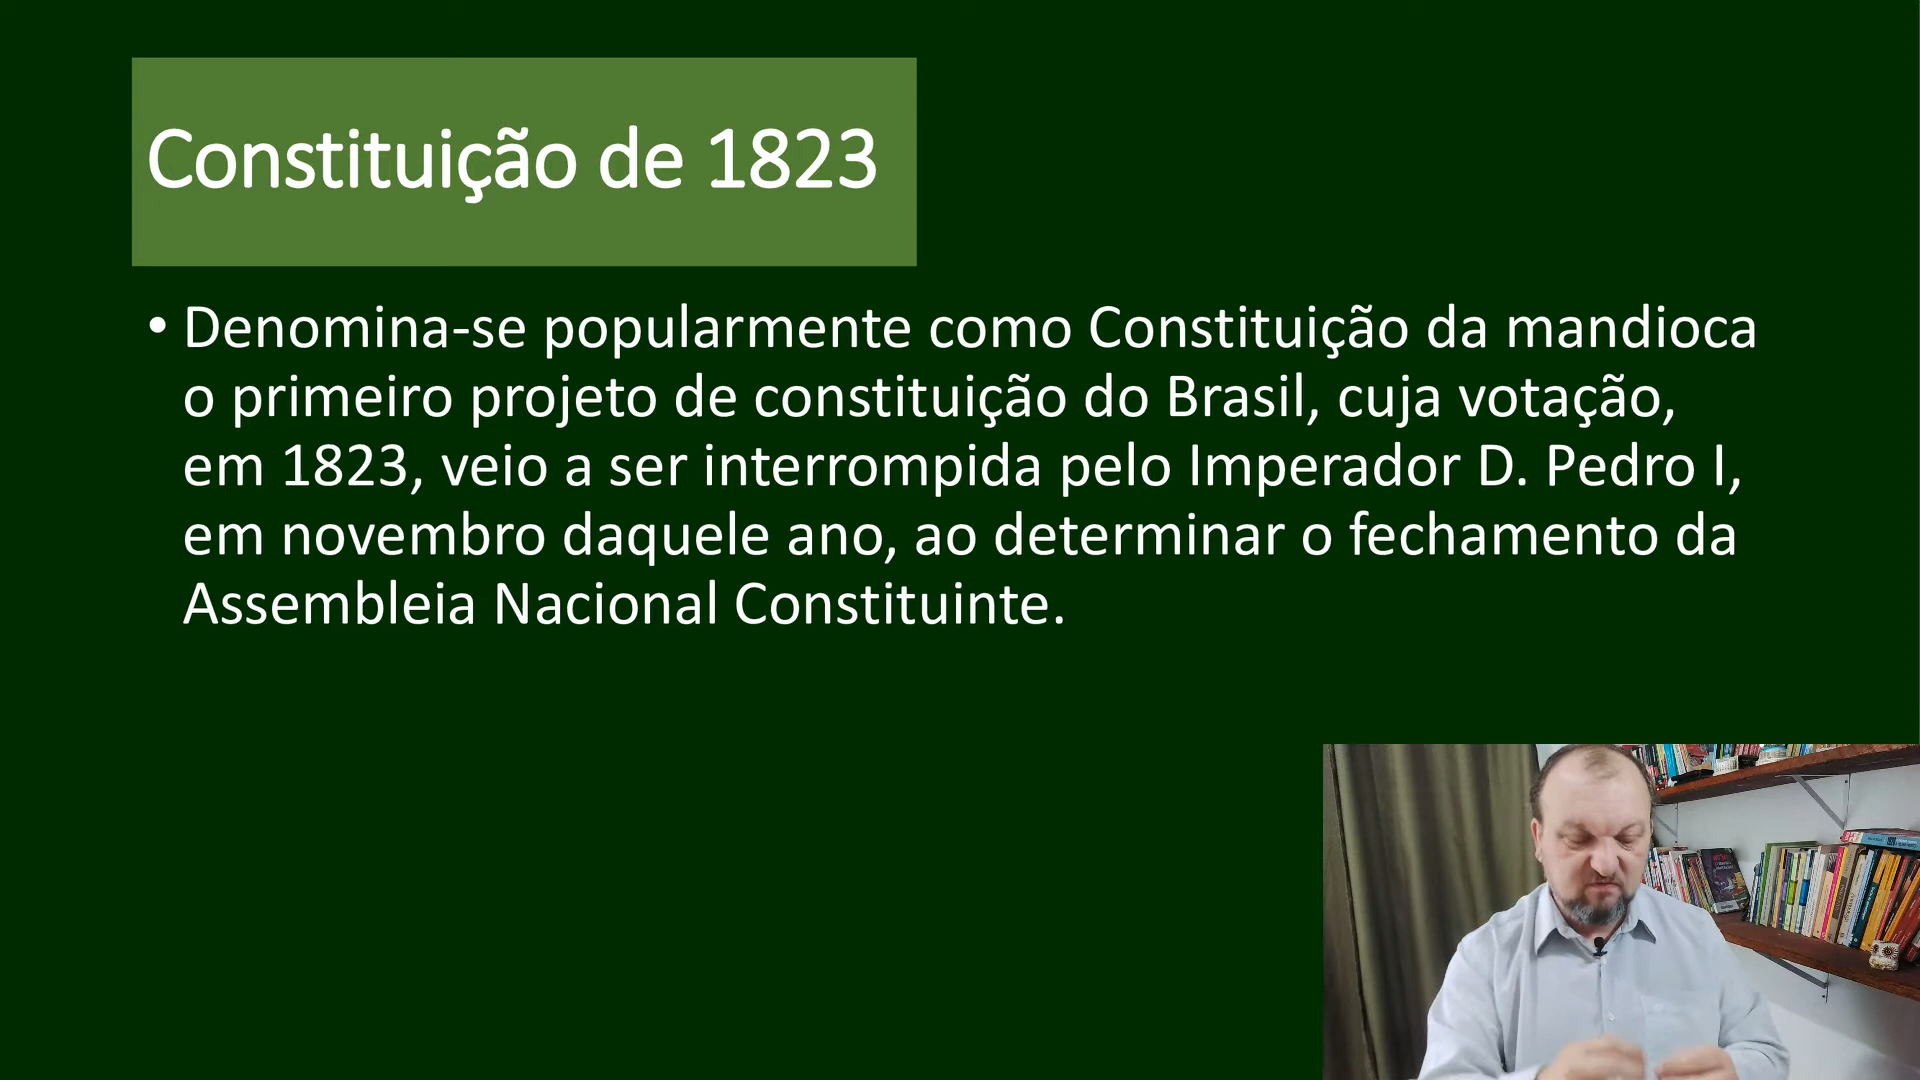 Constituição de 1823
• Denomina-se popularmente como Constituição da mandioca
o primeiro projeto de constituição do Brasil, cuja votação,
em 1823, veio a ser interrompida pelo Imperador D. Pedro I,
em novembro daquele ano, ao determinar o fechamento da
Assembleia Nacional Constituinte.